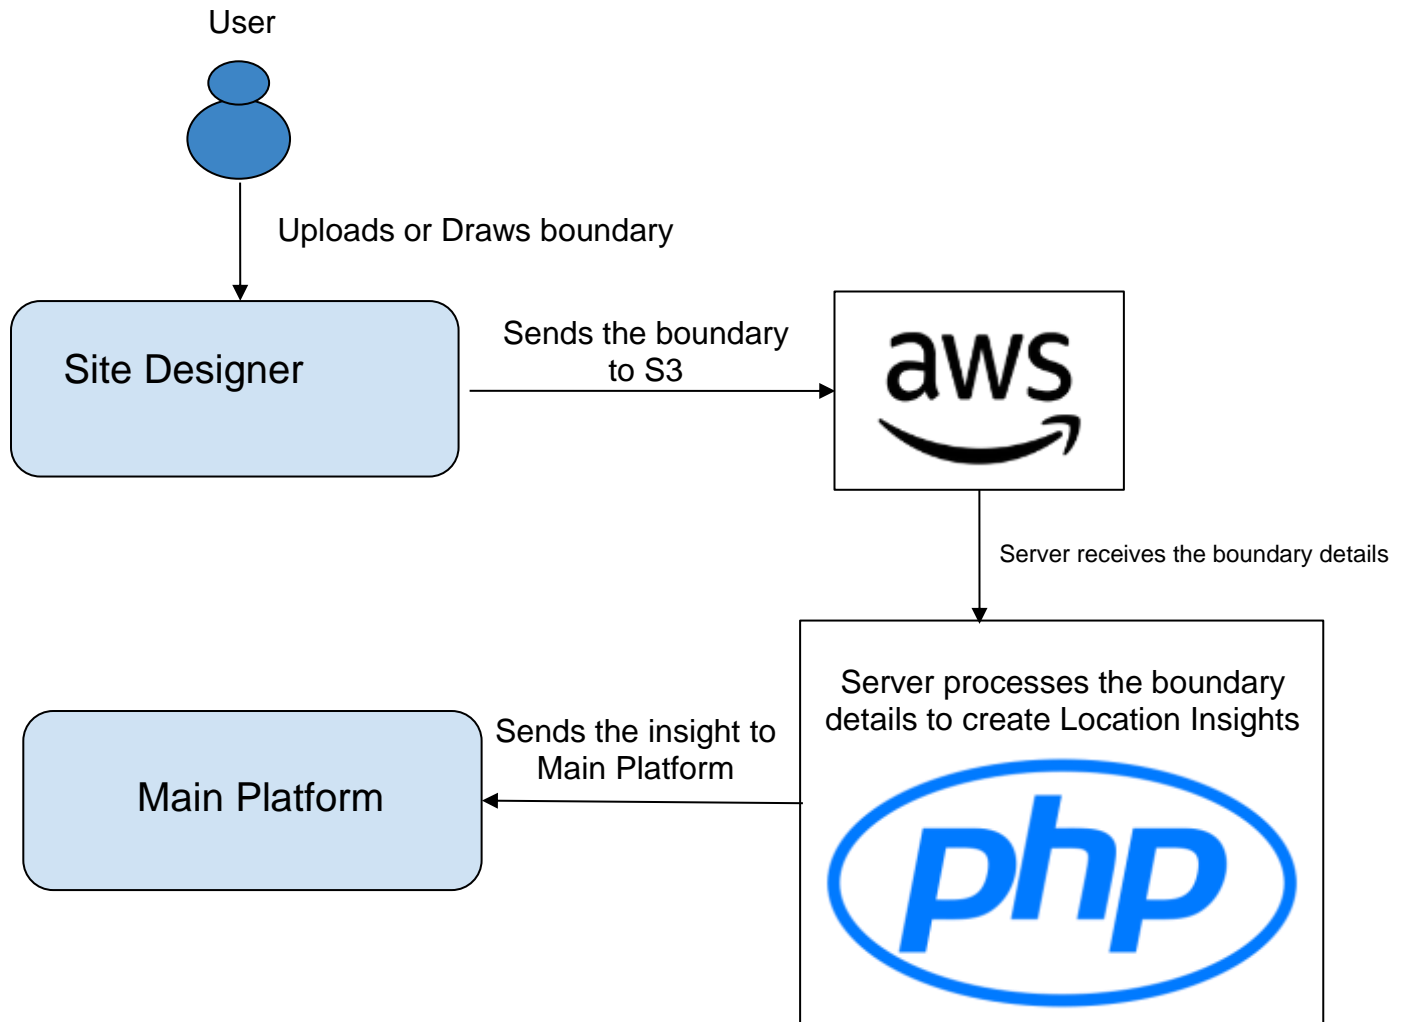 User
Uploads or Draws boundary
Site Designer
Sends the boundary
to S3
aws
Server receives the boundary details
Server processes the boundary
details to create Location Insights
Sends the insight to
Main Platform
Main Platform
php